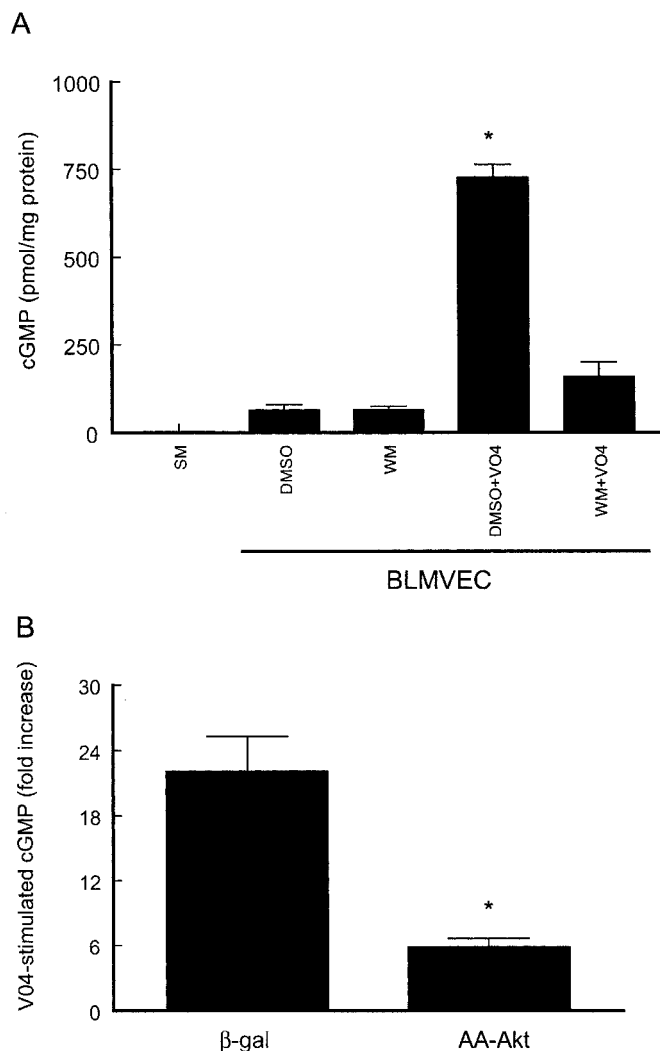 A
cGMP (pmol/mg protein)
1000
750
500
250
0
*
SM
DMSO
WM
DMSO+VO4
WM+VO4
BLMVEC
B
V04-stimulated cGMP (fold increase)
30
24
18
12
6
0
*
β-gal
AA-Akt